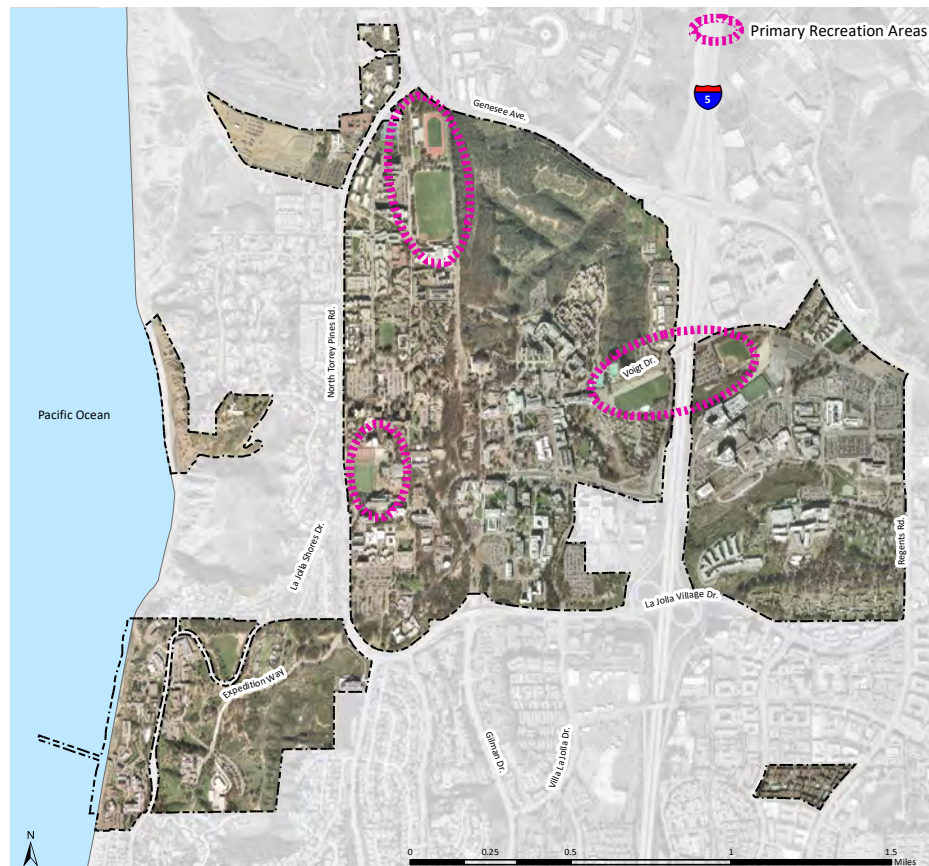 Primary Recreation Areas
5
Genesee Ave.
North Torrey Pines Rd.
Voigt Dr.
Pacific Ocean
La Jolla Shores Dr.
Regents Rd.
La Jolla Village Dr.
Expedition Way
Gilman Dr.
Villa La Jolla Dr.
N
0 0.25 0.5 1 1.5
Miles